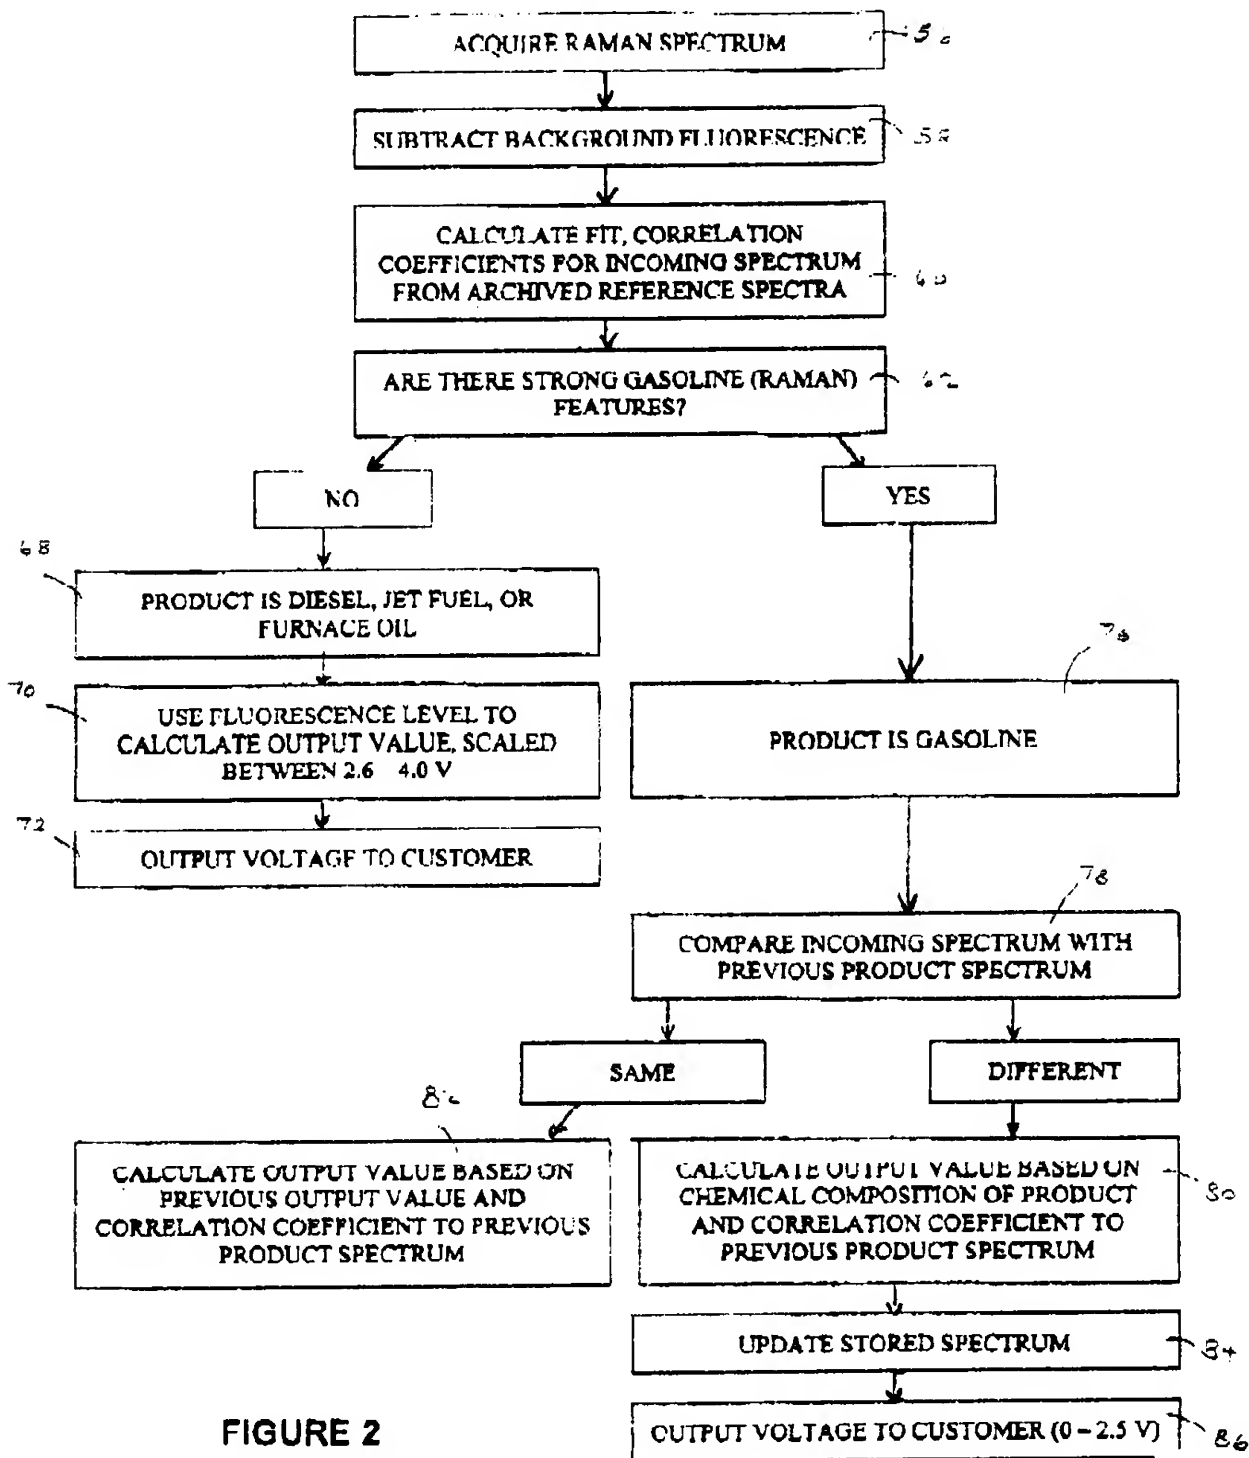 ACQUIRE RAMAN SPECTRUM
SUBTRACT BACKGROUND FLUORESCENCE
58
CALCULATE FIT, CORRELATION
COEFFICIENTS FOR INCOMING SPECTRUM
FROM ARCHIVED REFERENCE SPECTRA
60
ARE THERE STRONG GASOLINE (RAMAN)
FEATURES?
62
NO
YES
68
PRODUCT IS DIESEL, JET FUEL, OR
FURNACE OIL
70
USE FLUORESCENCE LEVEL TO
CALCULATE OUTPUT VALUE, SCALED
BETWEEN 2.6 4.0 V
72
OUTPUT VOLTAGE TO CUSTOMER
PRODUCT IS GASOLINE
78
COMPARE INCOMING SPECTRUM WITH
PREVIOUS PRODUCT SPECTRUM
SAME
DIFFERENT
82
CALCULATE OUTPUT VALUE BASED ON
PREVIOUS OUTPUT VALUE AND
CORRELATION COEFFICIENT TO PREVIOUS
PRODUCT SPECTRUM
CALCULATE OUTPUT VALUE BASED ON
CHEMICAL COMPOSITION OF PRODUCT
AND CORRELATION COEFFICIENT TO
PREVIOUS PRODUCT SPECTRUM
80
UPDATE STORED SPECTRUM
84
OUTPUT VOLTAGE TO CUSTOMER (0 – 2.5 V)
86
FIGURE 2